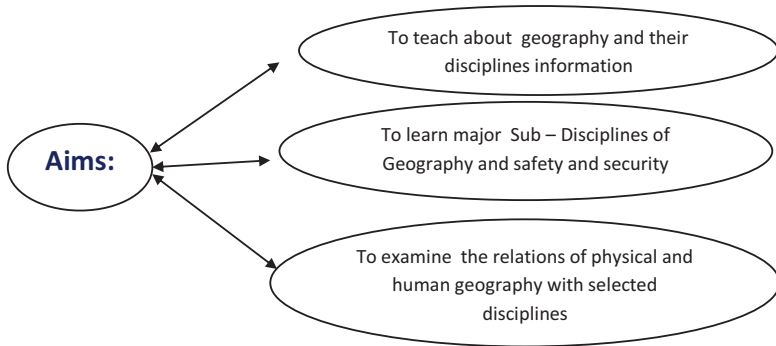 Aims:
To teach about geography and their
disciplines information
To learn major Sub – Disciplines of
Geography and safety and security
To examine the relations of physical and
human geography with selected
disciplines